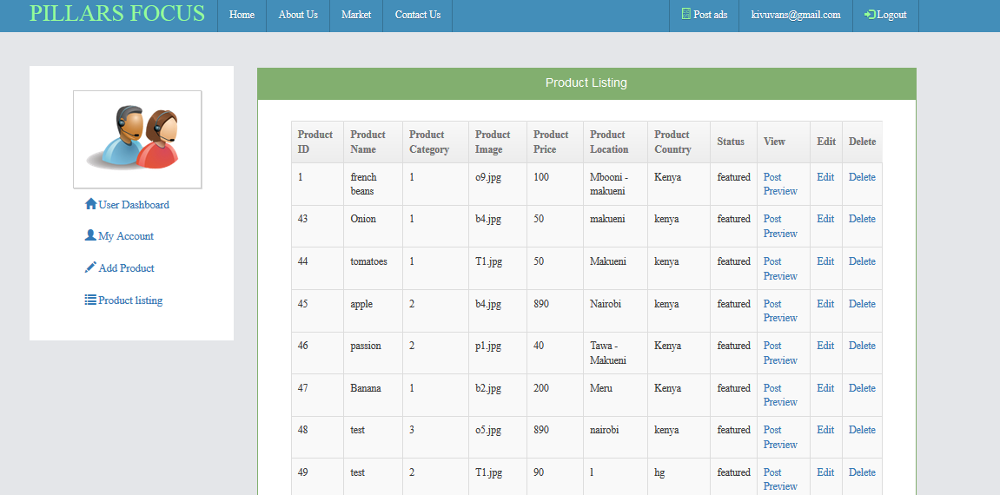 PILLARS FOCUS Home About Us Market Contact Us Post ads kivuvans@gmail.com Logout
Product Listing
User Dashboard
My Account
Add Product
Product listing
Product ID Product Name Product Category Product Image Product Price Product Location Product Country Status View Edit Delete
1 french beans 1 o9.jpg 100 Mbooni - makueni Kenya featured Post Preview Edit Delete
43 Onion 1 b4.jpg 50 makueni kenya featured Post Preview Edit Delete
44 tomatoes 1 T1.jpg 50 Makueni kenya featured Post Preview Edit Delete
45 apple 2 b4.jpg 890 Nairobi kenya featured Post Preview Edit Delete
46 passion 2 p1.jpg 40 Tawa - Makueni Kenya featured Post Preview Edit Delete
47 Banana 1 b2.jpg 200 Meru Kenya featured Post Preview Edit Delete
48 test 3 o5.jpg 890 nairobi kenya featured Post Preview Edit Delete
49 test 2 T1.jpg 90 l hg featured Post Preview Edit Delete